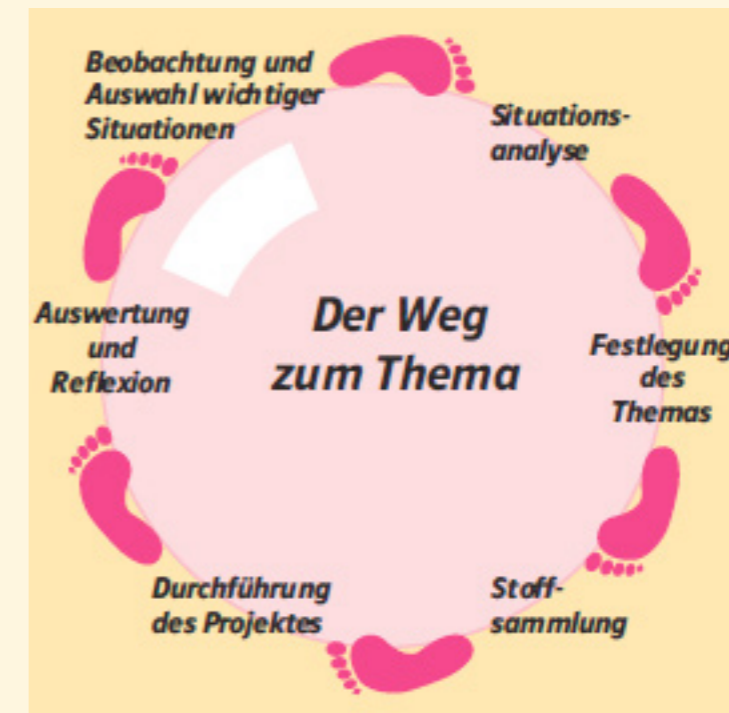 Beobachtung und
Auswahl wichtiger
Situationen
Situations-
analyse
Der Weg
zum Thema
Festlegung
des
Themas
Stoff-
sammlung
Durchführung
des Projektes
Auswertung
und
Reflexion